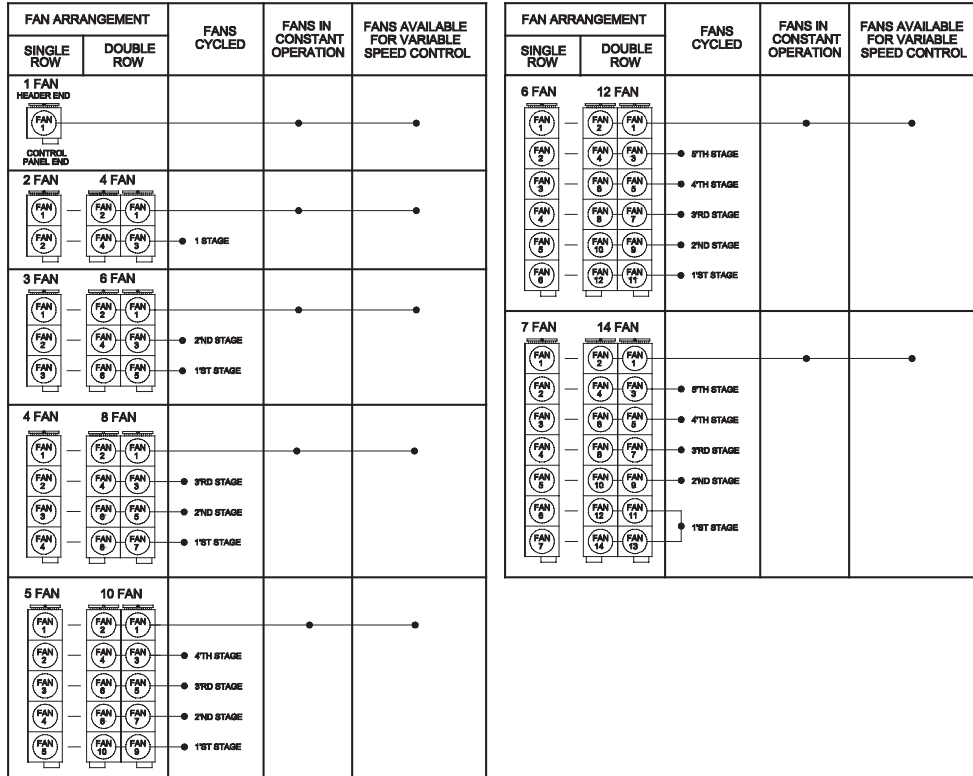 FAN ARRANGEMENT
SINGLE ROW
DOUBLE ROW
FANS CYCLED
FANS IN CONSTANT OPERATION
FANS AVAILABLE FOR VARIABLE SPEED CONTROL
1 FAN
HEADER END
FAN 1
CONTROL
PANEL END
2 FAN 4 FAN
FAN 1 FAN 2 FAN 1
FAN 2 FAN 4 FAN 3 1 STAGE
3 FAN 6 FAN
FAN 1 FAN 2 FAN 1
FAN 2 FAN 4 FAN 3 2'ND STAGE
FAN 3 FAN 6 FAN 5 1'ST STAGE
4 FAN 8 FAN
FAN 1 FAN 2 FAN 1
FAN 2 FAN 4 FAN 3 3'RD STAGE
FAN 3 FAN 6 FAN 5 2'ND STAGE
FAN 4 FAN 8 FAN 7 1'ST STAGE
5 FAN 10 FAN
FAN 1 FAN 2 FAN 1
FAN 2 FAN 4 FAN 3 4'TH STAGE
FAN 3 FAN 6 FAN 5 3'RD STAGE
FAN 4 FAN 8 FAN 7 2'ND STAGE
FAN 5 FAN 10 FAN 9 1'ST STAGE
FAN ARRANGEMENT
SINGLE ROW
DOUBLE ROW
FANS CYCLED
FANS IN CONSTANT OPERATION
FANS AVAILABLE FOR VARIABLE SPEED CONTROL
6 FAN 12 FAN
FAN 1 FAN 2 FAN 1
FAN 2 FAN 4 FAN 3 5'TH STAGE
FAN 3 FAN 6 FAN 5 4'TH STAGE
FAN 4 FAN 8 FAN 7 3'RD STAGE
FAN 5 FAN 10 FAN 9 2'ND STAGE
FAN 6 FAN 12 FAN 11 1'ST STAGE
7 FAN 14 FAN
FAN 1 FAN 2 FAN 1
FAN 2 FAN 4 FAN 3 5'TH STAGE
FAN 3 FAN 6 FAN 5 4'TH STAGE
FAN 4 FAN 8 FAN 7 3'RD STAGE
FAN 5 FAN 10 FAN 9 2'ND STAGE
FAN 6 FAN 12 FAN 11
1'ST STAGE
FAN 7 FAN 14 FAN 13